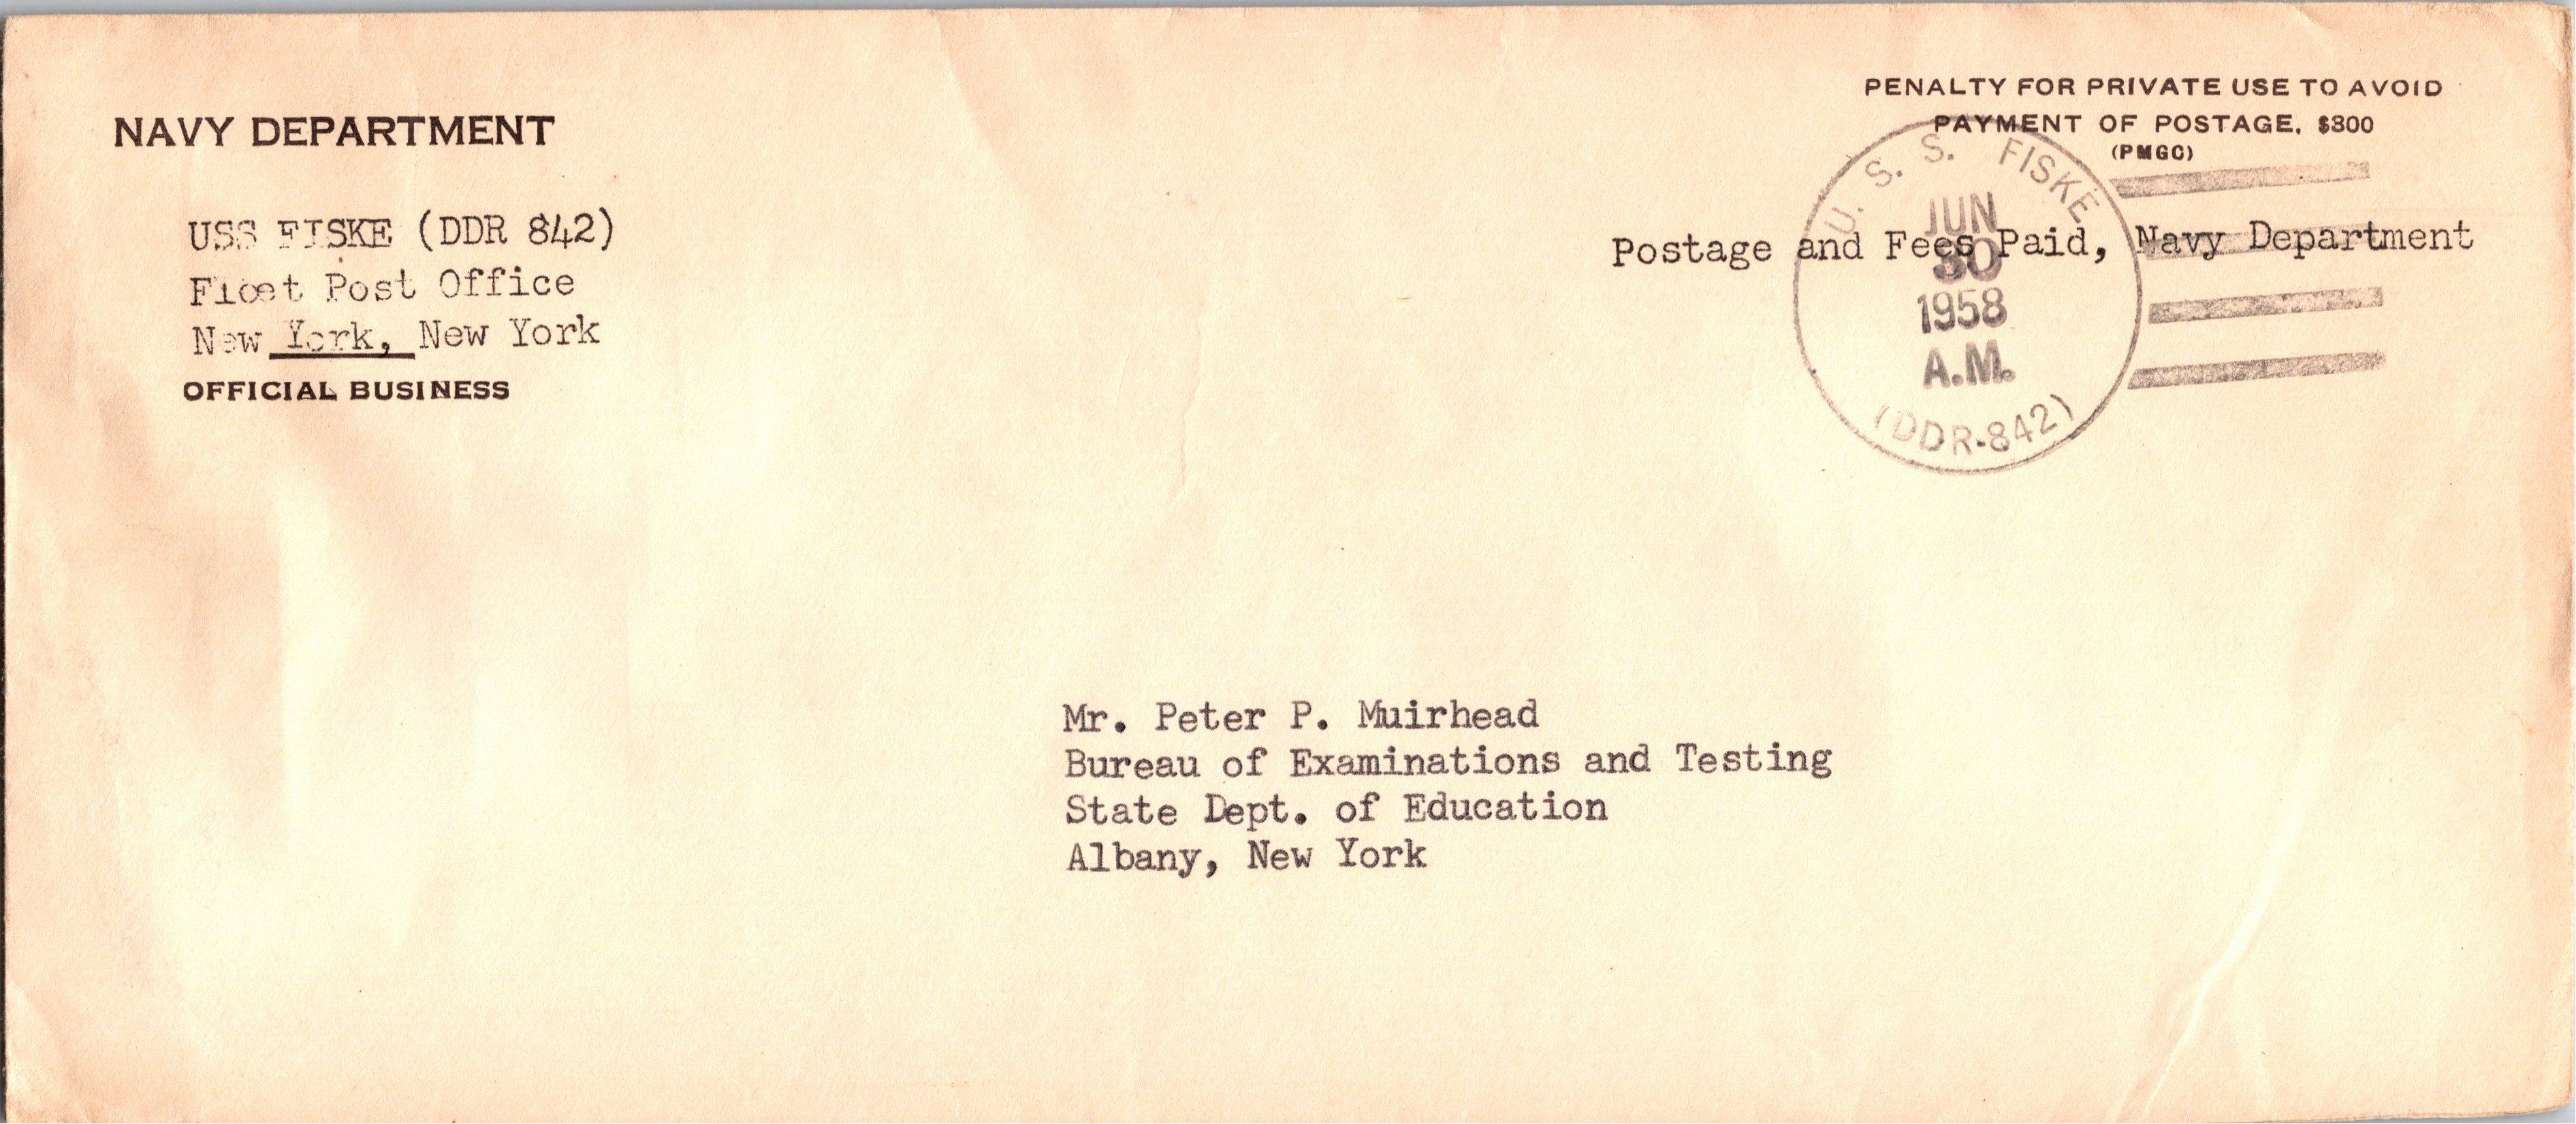 NAVY DEPARTMENT
USS FISKE (DDR 842)
Fleet Post Office
New York, New York
OFFICIAL BUSINESS
PENALTY FOR PRIVATE USE TO AVOID
PAYMENT OF POSTAGE, $300
(PMGC)
Postage and Fees Paid, Navy Department
U. S. S. FISKE
JUN
30
1958
A.M.
(DDR-842)
Mr. Peter P. Muirhead
Bureau of Examinations and Testing
State Dept. of Education
Albany, New York